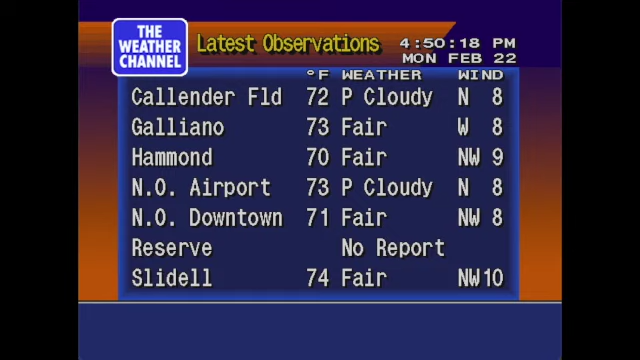 THE
WEATHER
CHANNEL
Latest Observations
4:50:18 PM
MON FEB 22
°F WEATHER WIND
Callender Fld 72 P Cloudy N 8
Galliano 73 Fair W 8
Hammond 70 Fair NW 9
N.O. Airport 73 P Cloudy N 8
N.O. Downtown 71 Fair NW 8
Reserve No Report
Slidell 74 Fair NW10